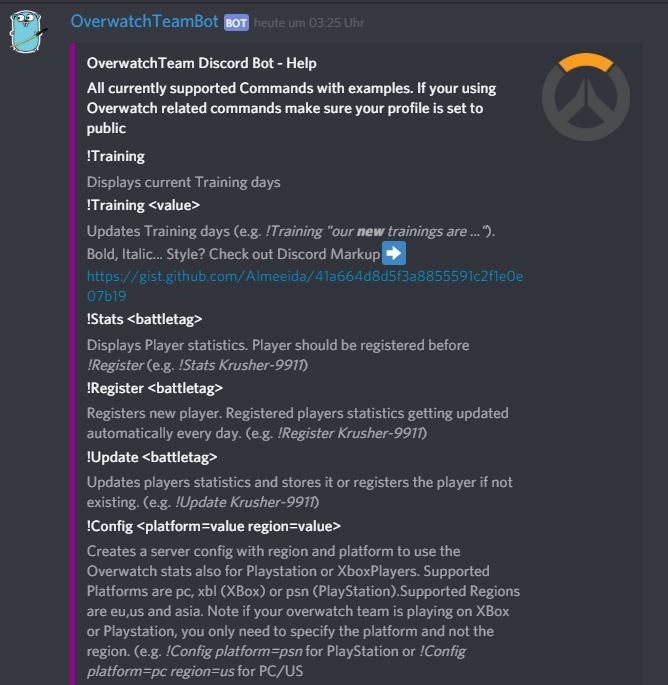 OverwatchTeamBot BOT heute um 03:25 Uhr
OverwatchTeam Discord Bot - Help
All currently supported Commands with examples. If your using
Overwatch related commands make sure your profile is set to
public
!Training
Displays current Training days
!Training <value>
Updates Training days (e.g. !Training "our new trainings are ...").
Bold, Italic... Style? Check out Discord Markup ➡
https://gist.github.com/Almeeida/41a664d8d5f3a8855591c2f1e0e
07b19
!Stats <battletag>
Displays Player statistics. Player should be registered before
!Register (e.g. !Stats Krusher-9911)
!Register <battletag>
Registers new player. Registered players statistics getting updated
automatically every day. (e.g. !Register Krusher-9911)
!Update <battletag>
Updates players statistics and stores it or registers the player if not
existing. (e.g. !Update Krusher-9911)
!Config <platform=value region=value>
Creates a server config with region and platform to use the
Overwatch stats also for Playstation or XboxPlayers. Supported
Platforms are pc, xbl (XBox) or psn (PlayStation).Supported Regions
are eu,us and asia. Note if your overwatch team is playing on XBox
or Playstation, you only need to specify the platform and not the
region. (e.g. !Config platform=psn for PlayStation or !Config
platform=pc region=us for PC/US